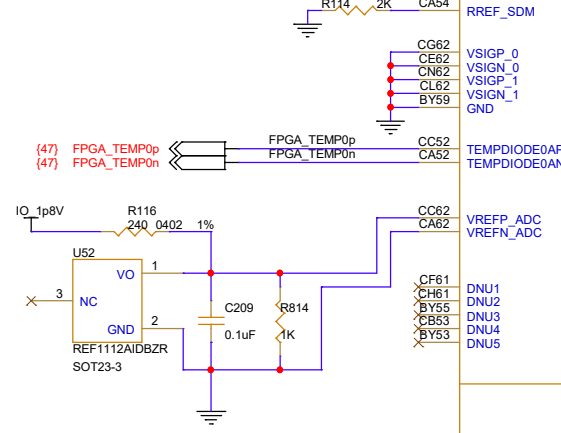 R114 2K CA54 RREF_SDM
CG62 VSIGP_0
CE62 VSIGN_0
CN62 VSIGP_1
CL62 VSIGN_1
BY59 GND
{47} FPGA_TEMP0p FPGA_TEMP0p CC52 TEMPDIODE0AP
{47} FPGA_TEMP0n FPGA_TEMP0n CA52 TEMPDIODE0AN
IO_1p8V R116
240 0402 1%
CC62 VREFP_ADC
CA62 VREFN_ADC
U52
VO 1
3 NC
GND 2
REF1112AIDBZR
SOT23-3
C209
0.1uF
R814
1K
CF61 DNU1
CH61 DNU2
BY55 DNU3
CB53 DNU4
BY53 DNU5